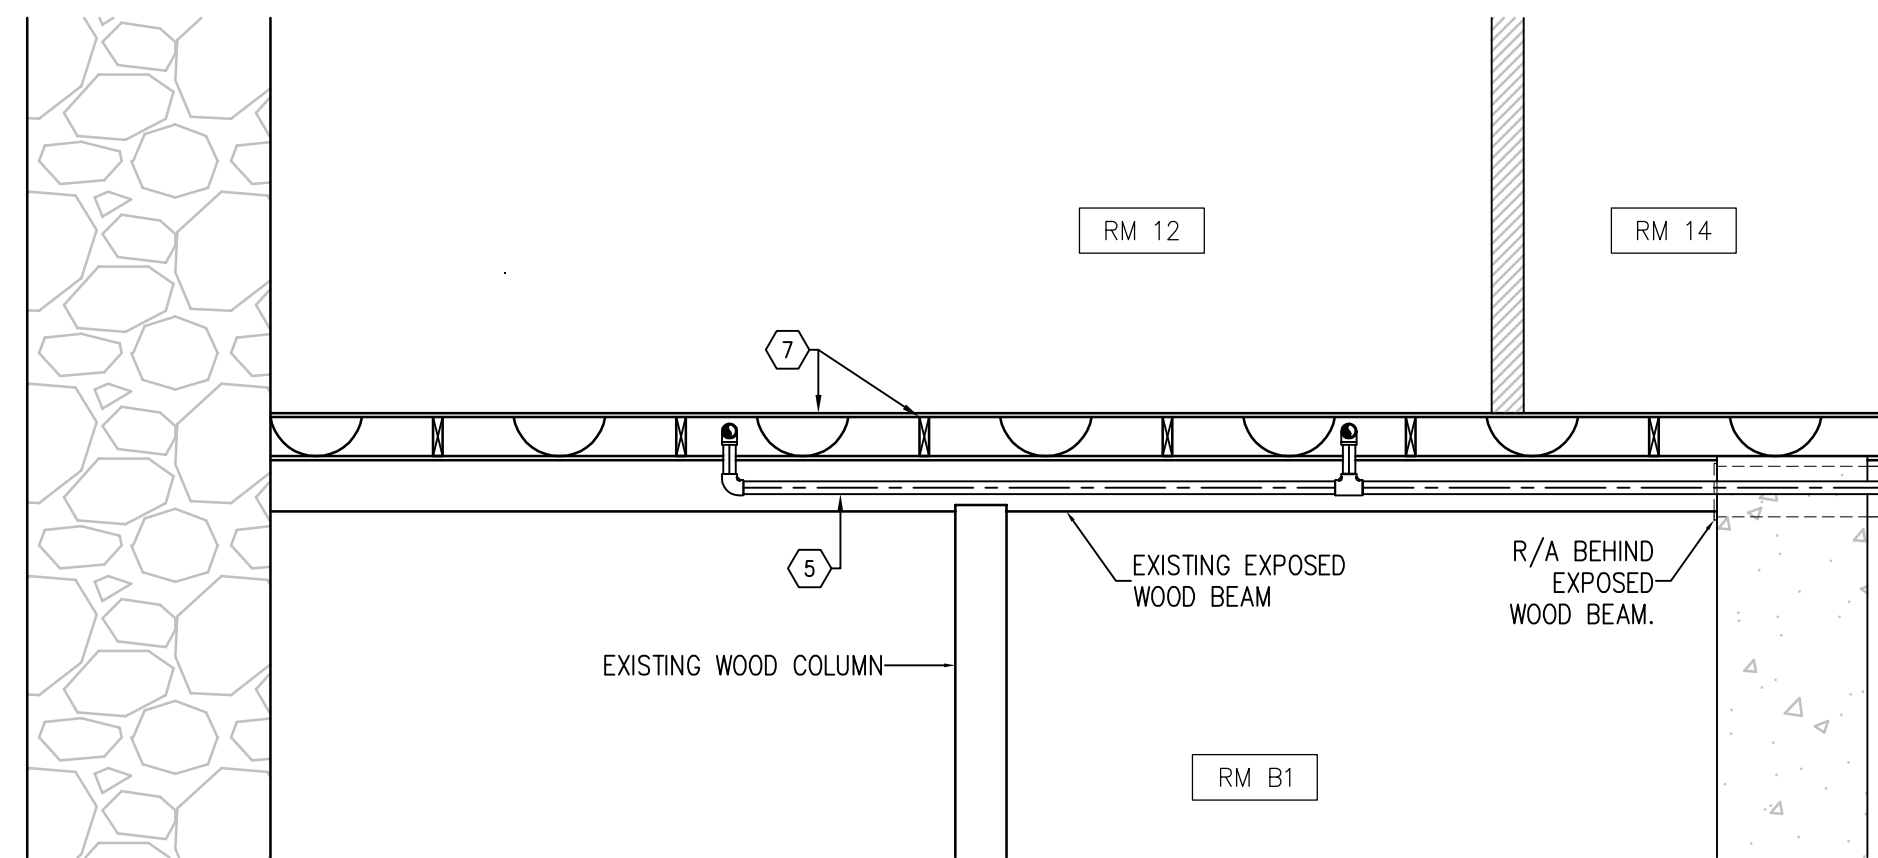 RM 12
RM 14
7
5
EXISTING EXPOSED
WOOD BEAM
R/A BEHIND
EXPOSED
WOOD BEAM.
EXISTING WOOD COLUMN
RM B1